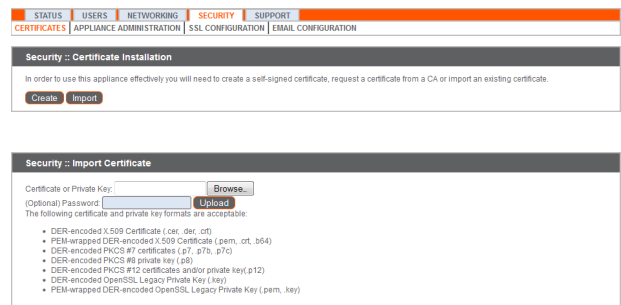 STATUS USERS NETWORKING SECURITY SUPPORT
CERTIFICATES APPLIANCE ADMINISTRATION SSL CONFIGURATION EMAIL CONFIGURATION
Security :: Certificate Installation
In order to use this appliance effectively you will need to create a self-signed certificate, request a certificate from a CA or import an existing certificate.
Create Import
Security :: Import Certificate
Certificate or Private Key: Browse..
(Optional) Password: Upload
The following certificate and private key formats are acceptable:
• DER-encoded X.509 Certificate (.cer, .der, .crt)
• PEM-wrapped DER-encoded X.509 Certificate (.pem, .crt, .b64)
• DER-encoded PKCS #7 certificates (.p7, .p7b, .p7c)
• DER-encoded PKCS #8 private key (.p8)
• DER-encoded PKCS #12 certificates and/or private key(.p12)
• DER-encoded OpenSSL Legacy Private Key (.key)
• PEM-wrapped DER-encoded OpenSSL Legacy Private Key (.pem, .key)